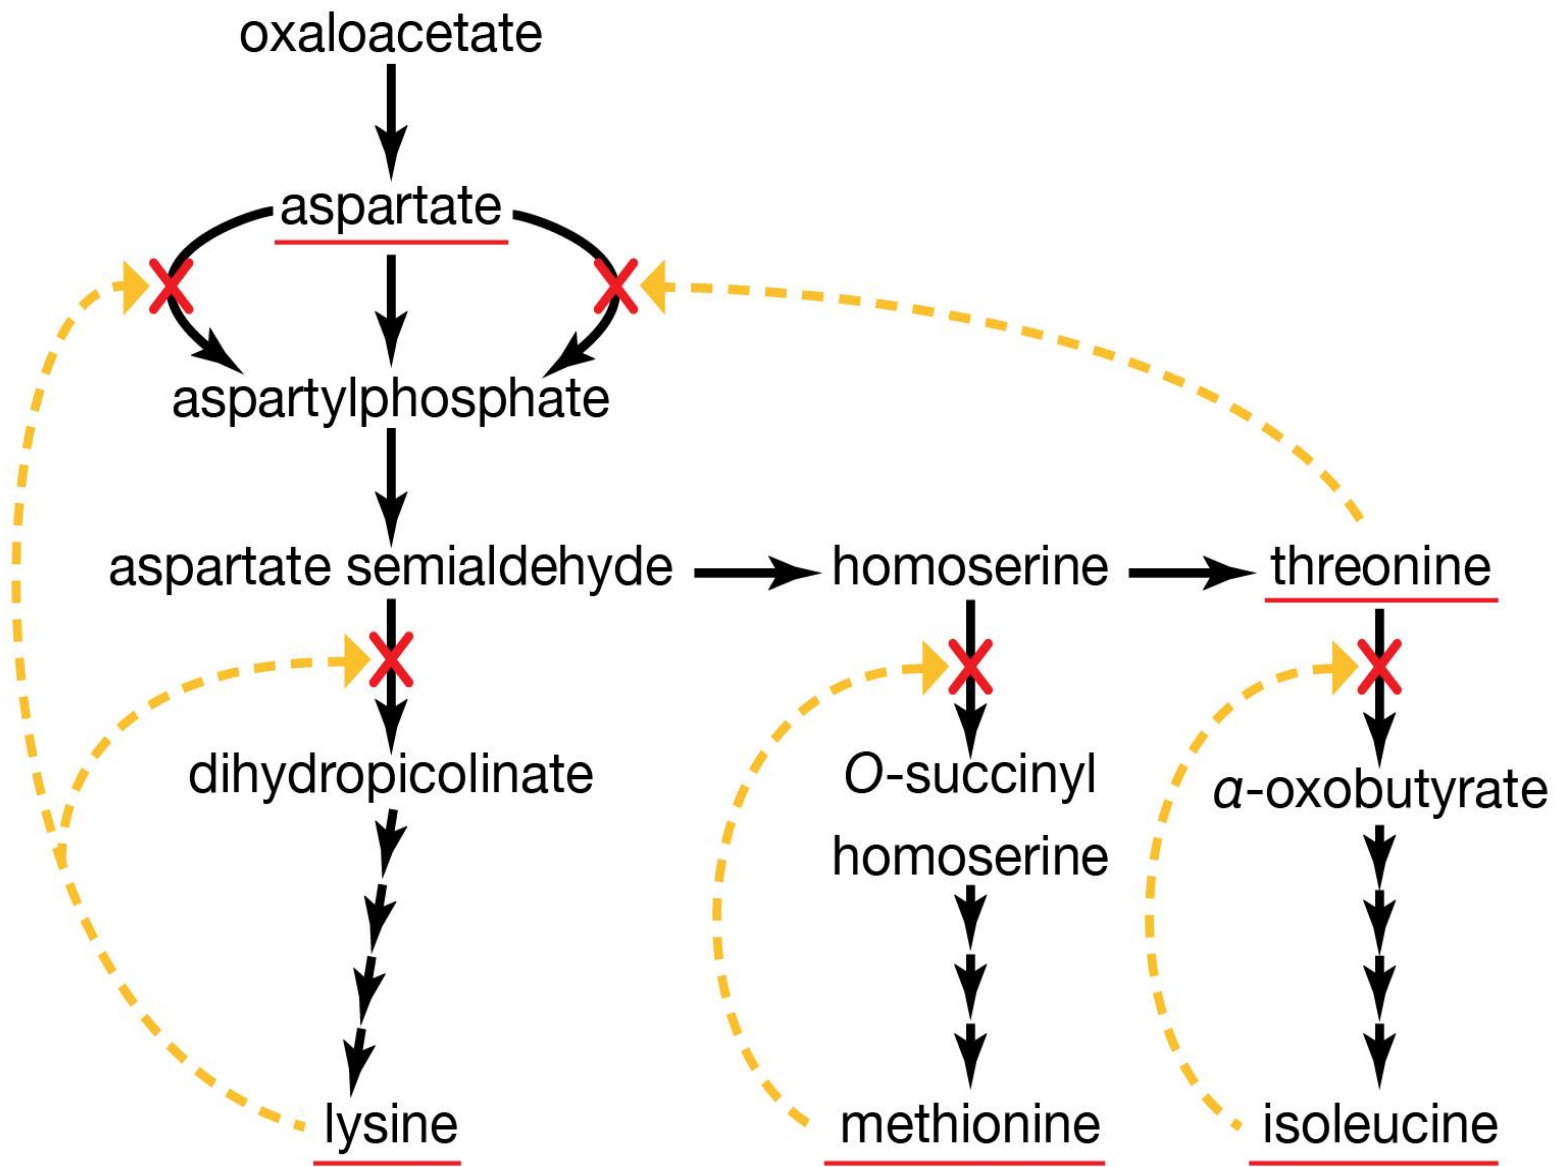 oxaloacetate
aspartate
aspartylphosphate
aspartate semialdehyde
homoserine
threonine
dihydropicolinate
O-succinyl
homoserine
α-oxobutyrate
lysine
methionine
isoleucine